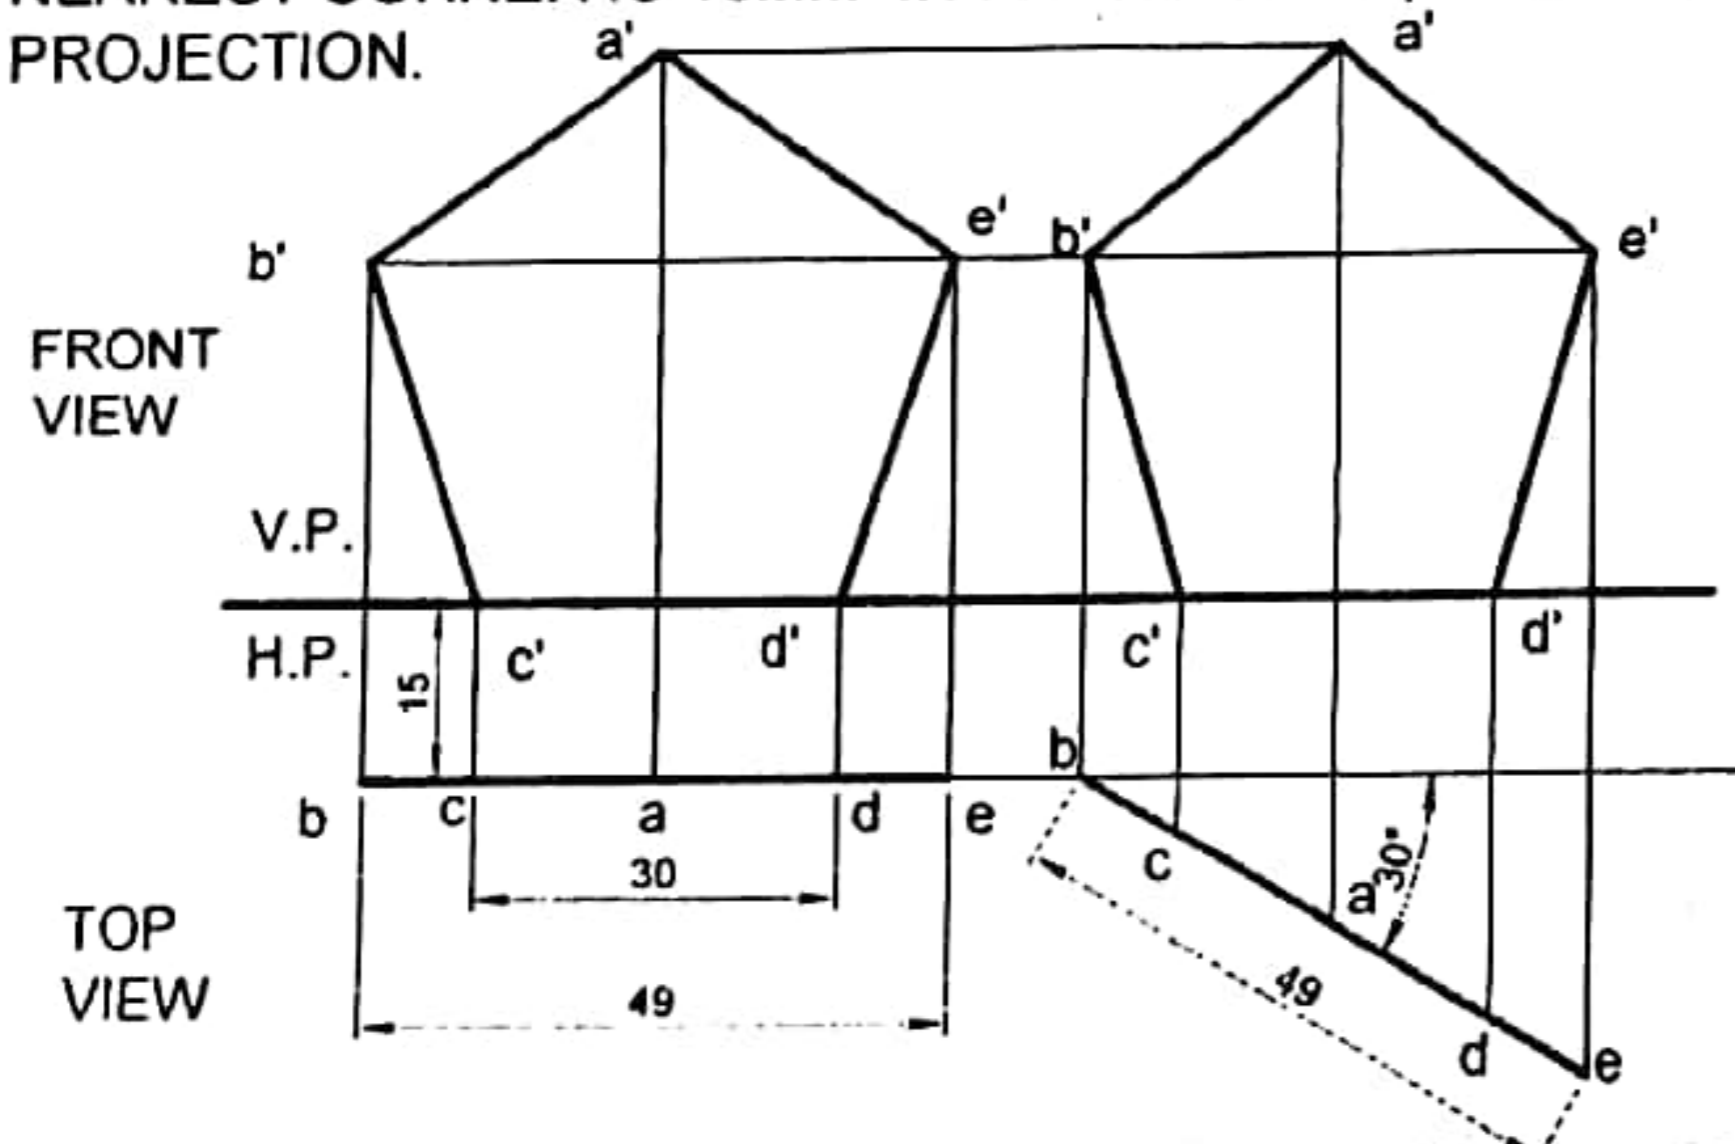 PROJECTION.
a' a'
b' e' b' e'
FRONT
VIEW
V.P.
H.P. c' d' c' d'
15
b c a d e b
c a 30°
30
TOP
VIEW
49 49
d e